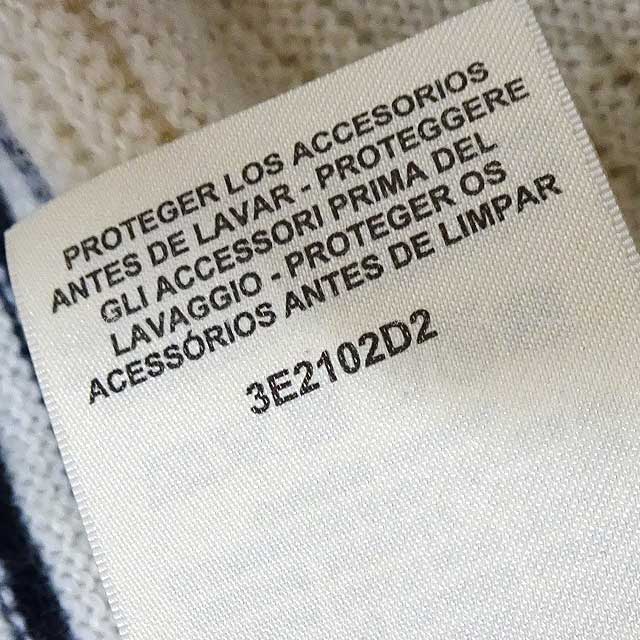 PROTEGER LOS ACCESORIOS
ANTES DE LAVAR - PROTEGGERE
GLI ACCESSORI PRIMA DEL
LAVAGGIO - PROTEGER OS
ACESSÓRIOS ANTES DE LIMPAR
3E2102D2